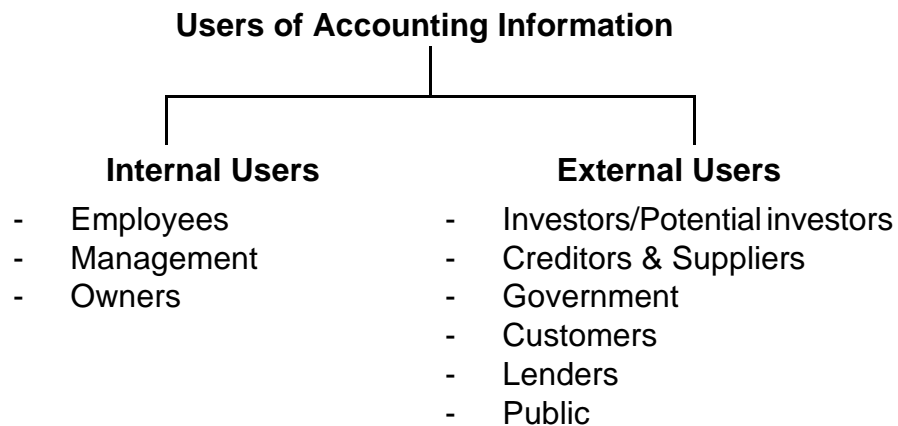 Users of Accounting Information
Internal Users
- Employees
- Management
- Owners
External Users
- Investors/Potential investors
- Creditors & Suppliers
- Government
- Customers
- Lenders
- Public